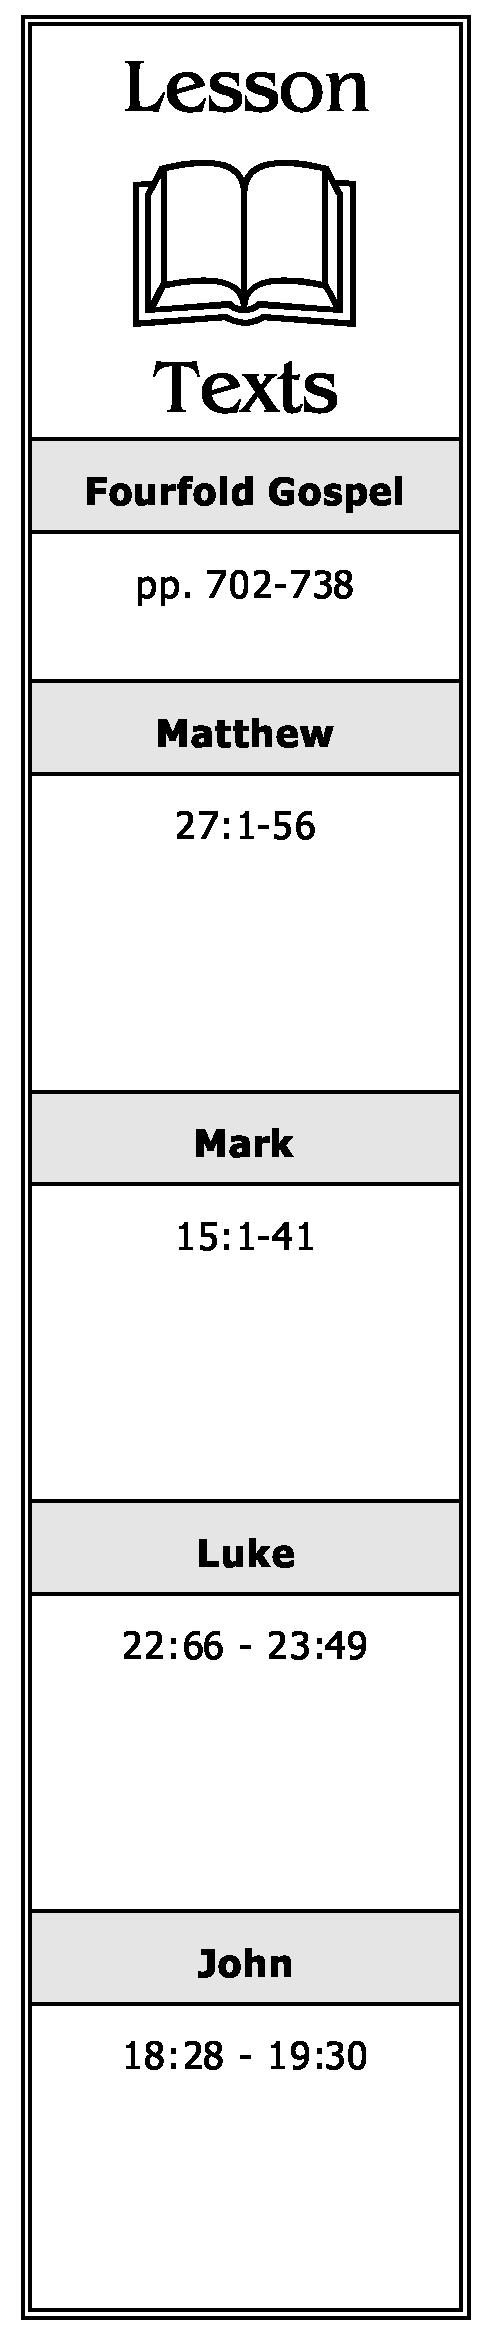 Lesson
Texts
Fourfold Gospel
pp. 702-738
Matthew
27:1-56
Mark
15:1-41
Luke
22:66 - 23:49
John
18:28 - 19:30